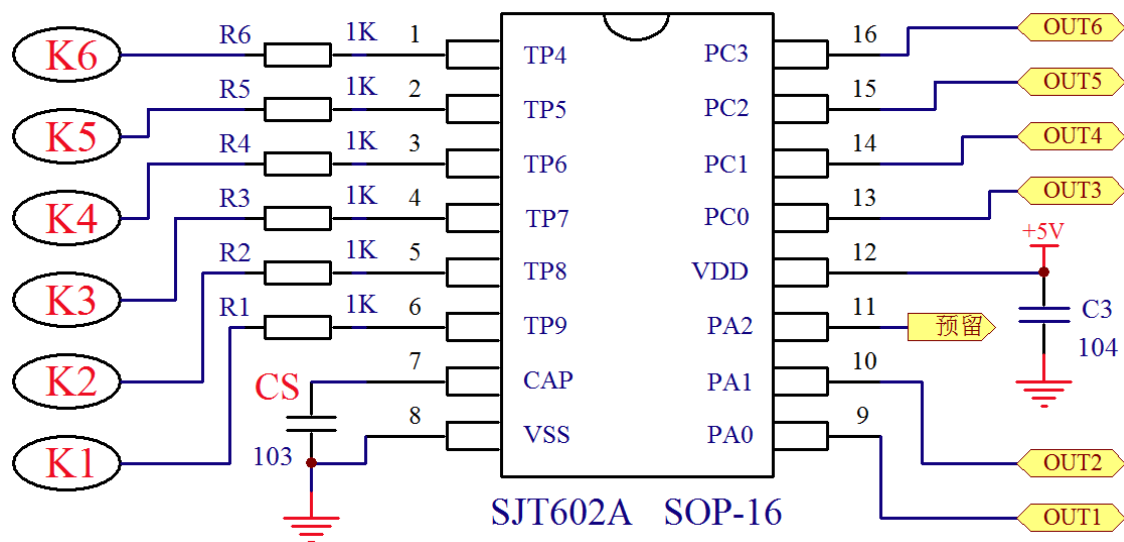 K6 R6 1K 1 TP4 PC3 16 OUT6
K5 R5 1K 2 TP5 PC2 15 OUT5
K4 R4 1K 3 TP6 PC1 14 OUT4
K3 R3 1K 4 TP7 PC0 13 OUT3
K2 R2 1K 5 TP8 VDD 12 +5V
K1 R1 1K 6 TP9 PA2 11 预留 C3
104
CS 7 CAP PA1 10 OUT2
103 8 VSS PA0 9 OUT1
SJT602A SOP-16